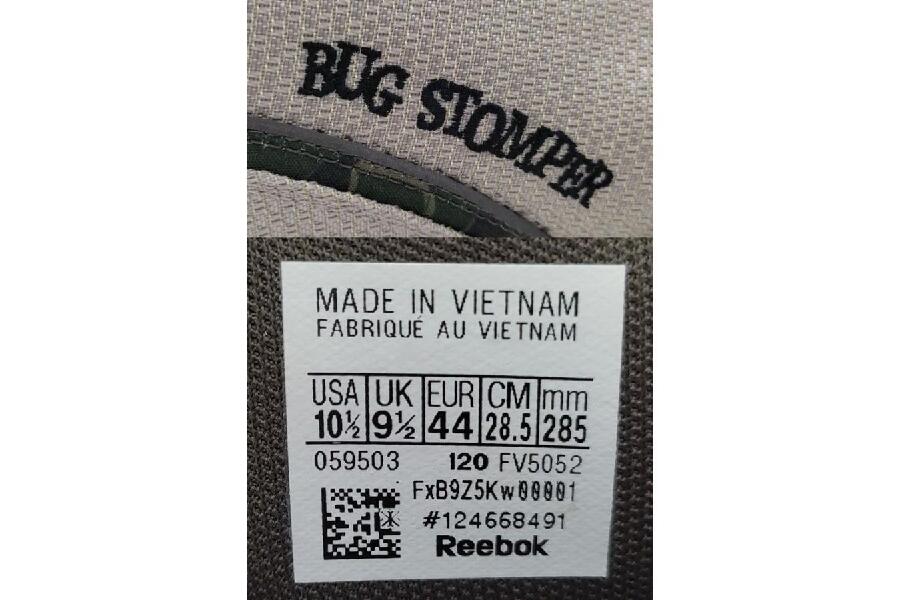 BUG STOMPER
MADE IN VIETNAM
FABRIQUÉ AU VIETNAM
USA UK EUR CM mm
10½ 9½ 44 28.5 285
059503 120 FV5052
FxB9Z5Kw00001
#124668491
Reebok